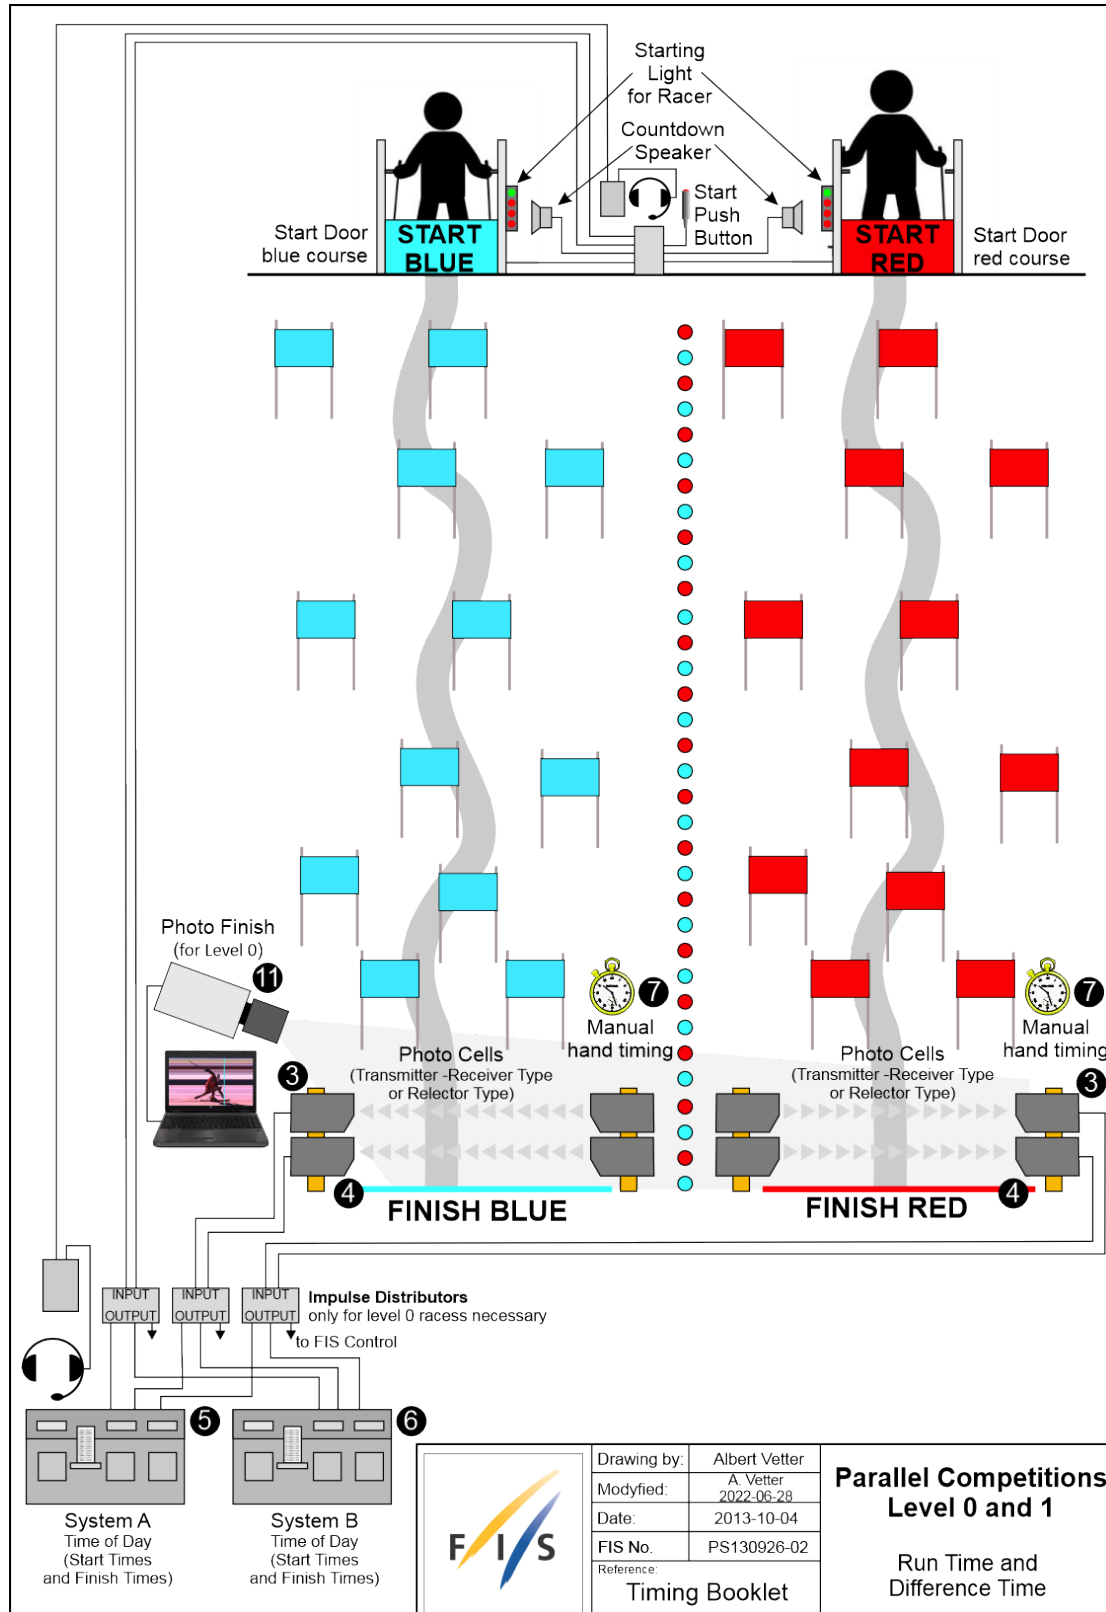 Starting
Light
for Racer
Countdown
Speaker
Start
Push
Button
Start Door
blue course
START
BLUE
START
RED
Start Door
red course
Photo Finish
(for Level 0)
11
7
Manual
hand timing
7
Manual
hand timing
Photo Cells
(Transmitter -Receiver Type
or Relector Type)
Photo Cells
(Transmitter -Receiver Type
or Relector Type)
3
3
4
FINISH BLUE
FINISH RED
4
INPUT
OUTPUT
INPUT
OUTPUT
INPUT
OUTPUT
Impulse Distributors
only for level 0 racess necessary
to FIS Control
5
6
System A
Time of Day
(Start Times
and Finish Times)
System B
Time of Day
(Start Times
and Finish Times)
FIS
Drawing by: Albert Vetter
Modyfied: A. Vetter
2022-06-28
Date: 2013-10-04
FIS No. PS130926-02
Reference:
Timing Booklet
Parallel Competitions
Level 0 and 1
Run Time and
Difference Time